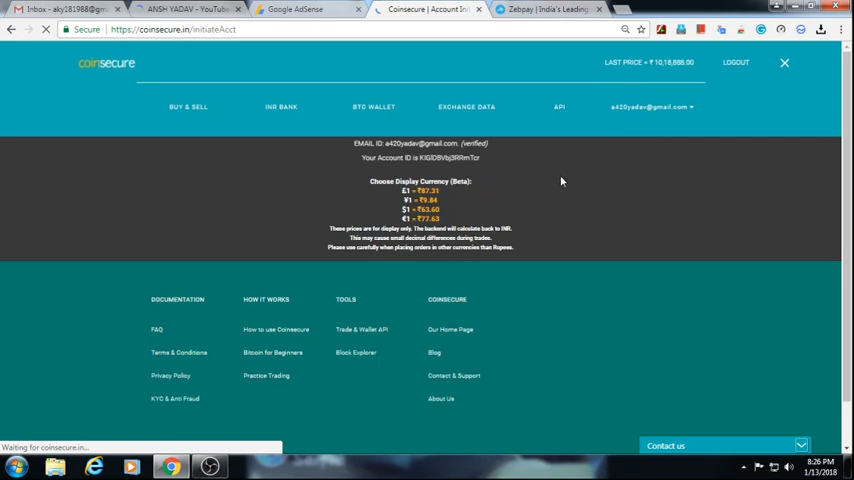 Inbox - aky181988@gm
ANSH YADAV - YouTub
Google AdSense
Coinsecure | Account Ini
Zebpay | India's Leading
Secure
https://coinsecure.in/initiateAcct
coinsecure
LAST PRICE = ₹ 10,18,888.00
LOGOUT
BUY & SELL
INR BANK
BTC WALLET
EXCHANGE DATA
API
a420yadav@gmail.com
EMAIL ID: a420yadav@gmail.com. (verified)
Your Account ID is
Choose Display Currency (Beta):
£1 = ₹87.31
¥1 = ₹9.84
$1 = ₹63.60
€1 = ₹77.63
These prices are for display only. The backend will calculate back to INR.
This may cause small decimal differences during trades.
Please use carefully when placing orders in other currencies than Rupees.
DOCUMENTATION
HOW IT WORKS
TOOLS
COINSECURE
FAQ
How to use Coinsecure
Trade & Wallet API
Our Home Page
Terms & Conditions
Bitcoin for Beginners
Block Explorer
Blog
Privacy Policy
Practice Trading
Contact & Support
KYC & Anti Fraud
About Us
Waiting for coinsecure.in...
Contact us
8:26 PM
1/13/2018